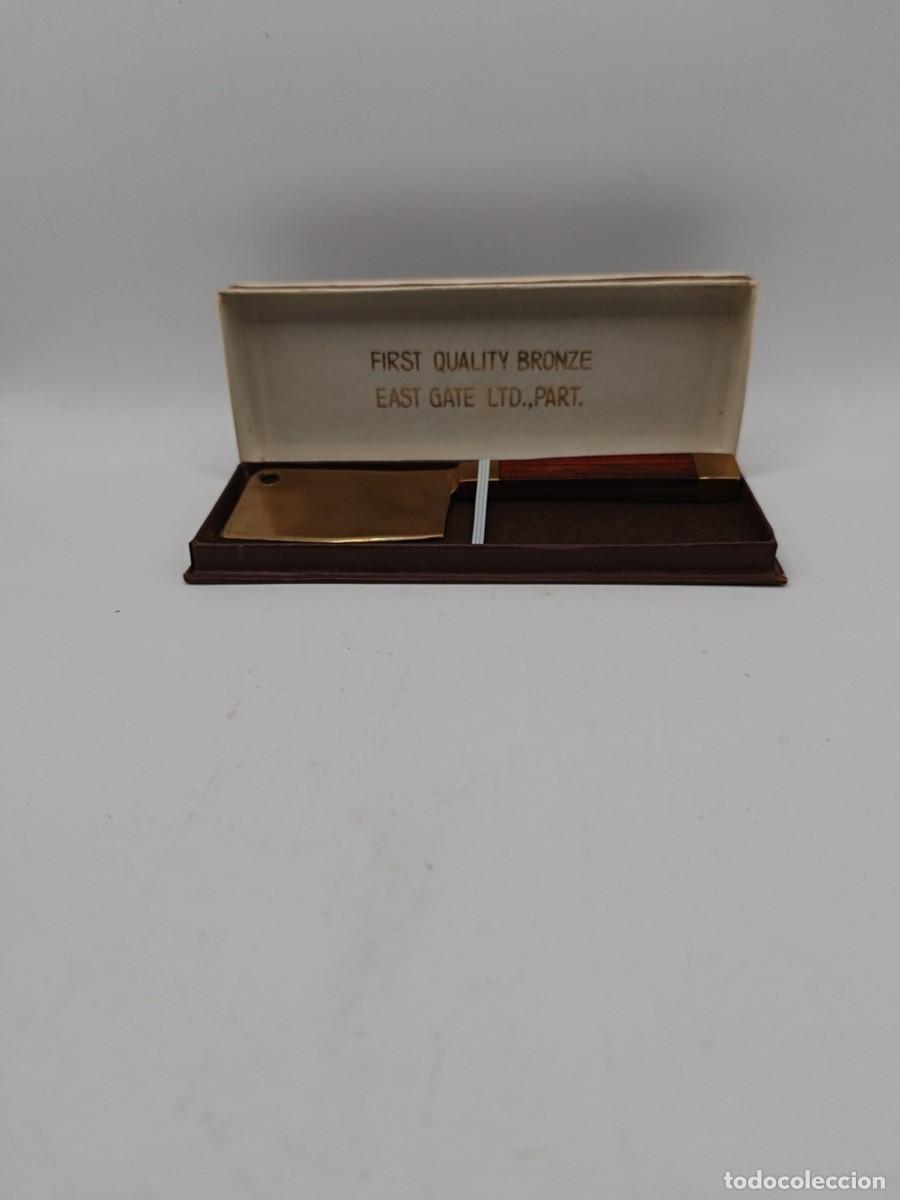 FIRST QUALITY BRONZE
EAST GATE LTD.,PART.
todocoleccion